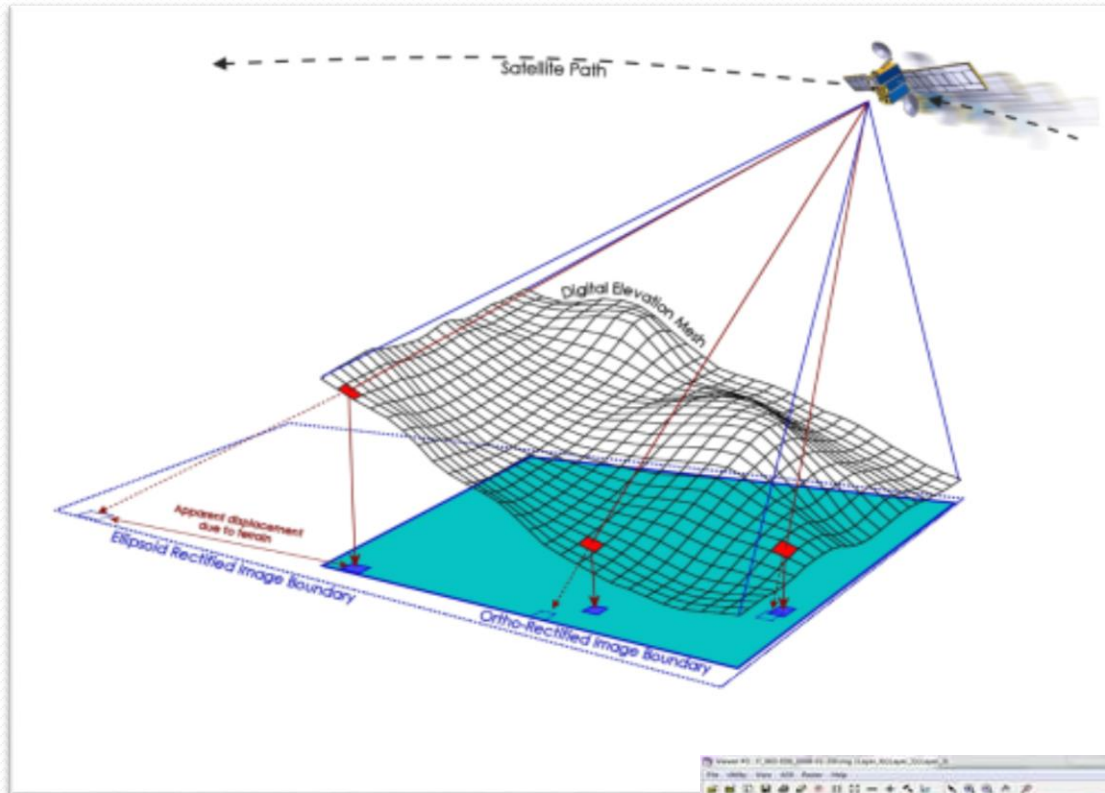 Satellite Path
Digital Elevation Mesh
Apparent displacement
due to terrain
Ellipsoid Rectified Image Boundary
Ortho-Rectified Image Boundary
File Utility View AOI Raster Help